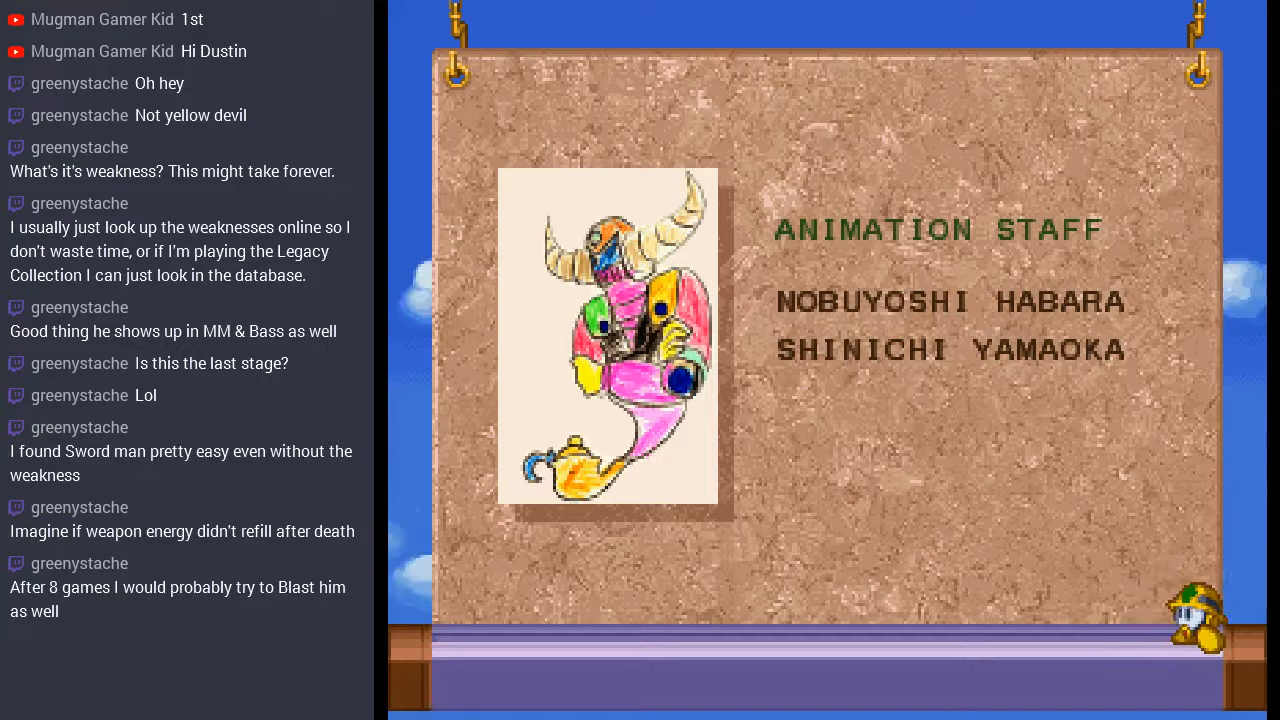 Mugman Gamer Kid 1st
Mugman Gamer Kid Hi Dustin
greenystache Oh hey
greenystache Not yellow devil
greenystache
What's it's weakness? This might take forever.
greenystache
I usually just look up the weaknesses online so I
don't waste time, or if I'm playing the Legacy
Collection I can just look in the database.
greenystache
Good thing he shows up in MM & Bass as well
greenystache Is this the last stage?
greenystache Lol
greenystache
I found Sword man pretty easy even without the
weakness
greenystache
Imagine if weapon energy didn't refill after death
greenystache
After 8 games I would probably try to Blast him
as well
ANIMATION STAFF
NOBUYOSHI HABARA
SHINICHI YAMAOKA